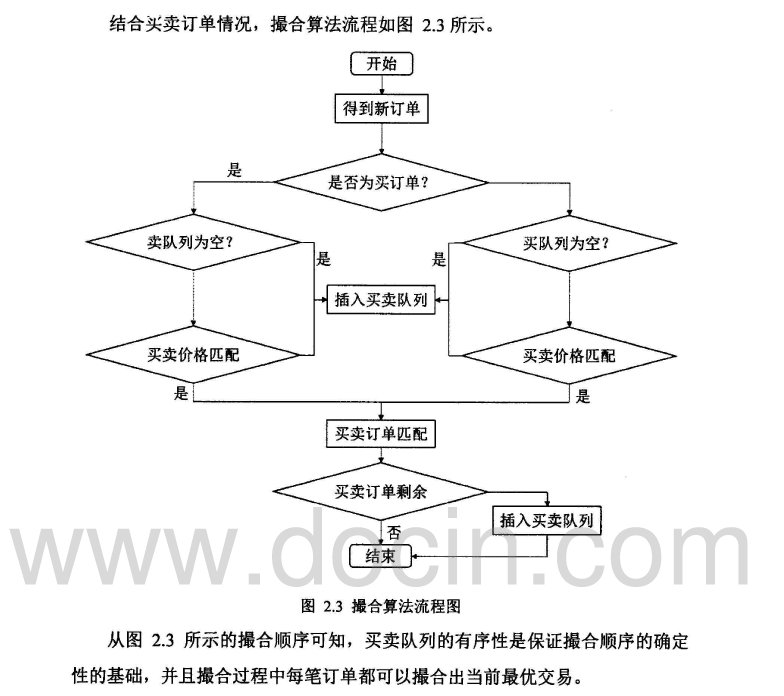 结合买卖订单情况，撮合算法流程如图 2.3 所示。
开始
得到新订单
是否为买订单？
是
卖队列为空？
买队列为空？
是
是
插入买卖队列
买卖价格匹配
买卖价格匹配
是
是
买卖订单匹配
买卖订单剩余
插入买卖队列
否
结束
www.docin.com
图 2.3 撮合算法流程图
从图 2.3 所示的撮合顺序可知，买卖队列的有序性是保证撮合顺序的确定
性的基础，并且撮合过程中每笔订单都可以撮合出当前最优交易。